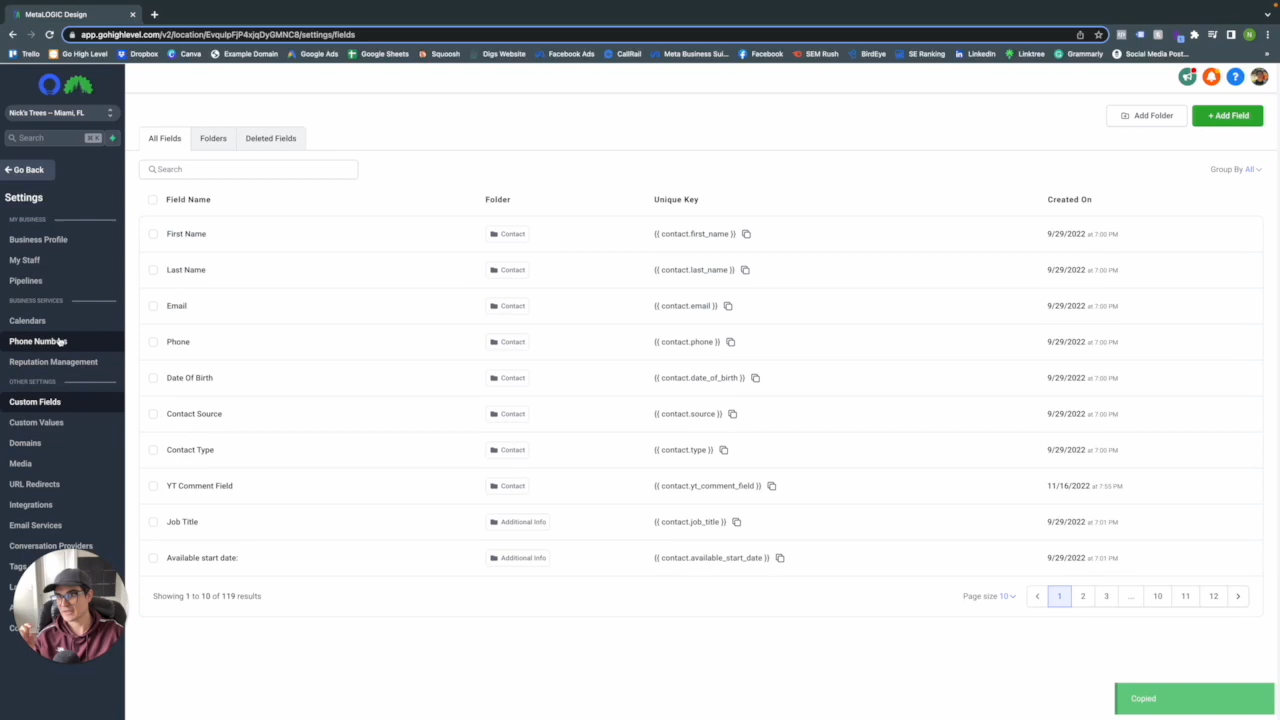 MetaLOGIC Design
app.gohighlevel.com/v2/location/EvquIpFjP4xjqDyGMNC8/settings/fields
Trello Go High Level Dropbox Canva Example Proposal Google Ads Google Sheets Squoosh Digs Website Facebook Ads CallRail Meta Business Sui... Facebook SEM Rush BirdEye SE Ranking LinkedIn Linktree Grammarly Social Media Post... »
Nick's Trees -- Miami, FL
Search ⌘K
Go Back
Settings
MY BUSINESS
Business Profile
My Staff
Pipelines
BUSINESS SERVICES
Calendars
Phone Numbers
Reputation Management
OTHER SETTINGS
Custom Fields
Custom Values
Domains
Media
URL Redirects
Integrations
Email Services
Conversation Providers
Tags
Add Folder + Add Field
All Fields Folders Deleted Fields
Search Group By All
Field Name Folder Unique Key Created On
First Name Contact {{ contact.first_name }} 9/29/2022 at 7:00 PM
Last Name Contact {{ contact.last_name }} 9/29/2022 at 7:00 PM
Email Contact {{ contact.email }} 9/29/2022 at 7:00 PM
Phone Contact {{ contact.phone }} 9/29/2022 at 7:00 PM
Date Of Birth Contact {{ contact.date_of_birth }} 9/29/2022 at 7:00 PM
Contact Source Contact {{ contact.source }} 9/29/2022 at 7:00 PM
Contact Type Contact {{ contact.type }} 9/29/2022 at 7:00 PM
YT Comment Field Contact {{ contact.yt_comment_field }} 11/16/2022 at 7:55 PM
Job Title Additional Info {{ contact.job_title }} 9/29/2022 at 7:01 PM
Available start date: Additional Info {{ contact.available_start_date }} 9/29/2022 at 7:01 PM
Showing 1 to 10 of 119 results Page size 10 1 2 3 ... 10 11 12
Copied